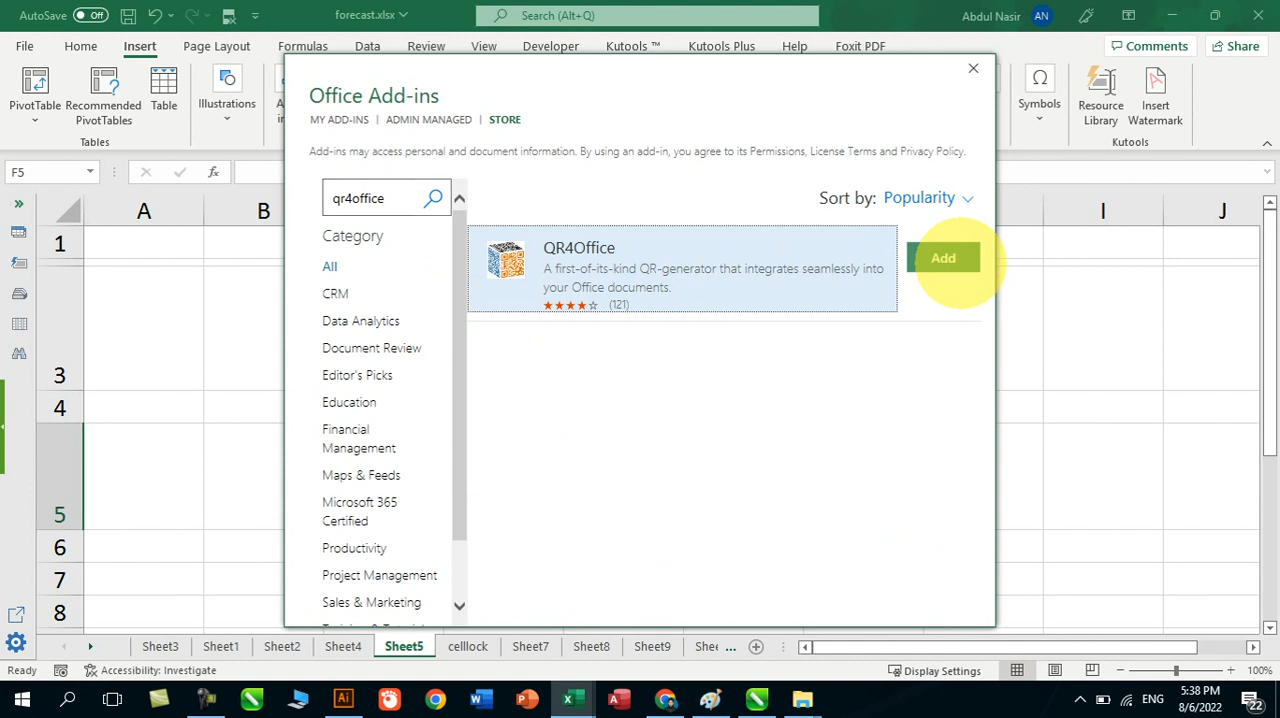 AutoSave Off
forecast.xlsx
Search (Alt+Q)
Abdul Nasir AN
File Home Insert Page Layout Formulas Data Review View Developer Kutools ™ Kutools Plus Help Foxit PDF
Comments Share
PivotTable
Recommended
PivotTables
Table
Illustrations
Symbols
Resource
Library
Insert
Watermark
Tables
Kutools
F5
fx
A B I J
1
3
4
5
6
7
8
Office Add-ins
MY ADD-INS | ADMIN MANAGED | STORE
Add-ins may access personal and document information. By using an add-in, you agree to its Permissions, License Terms and Privacy Policy.
qr4office
Sort by: Popularity
Category
All
CRM
Data Analytics
Document Review
Editor's Picks
Education
Financial
Management
Maps & Feeds
Microsoft 365
Certified
Productivity
Project Management
Sales & Marketing
QR4Office
A first-of-its-kind QR-generator that integrates seamlessly into
your Office documents.
(121)
Add
Sheet3 Sheet1 Sheet2 Sheet4 Sheet5 celllock Sheet7 Sheet8 Sheet9 She ...
Ready
Accessibility: Investigate
Display Settings
100%
ENG
5:38 PM
8/6/2022
22